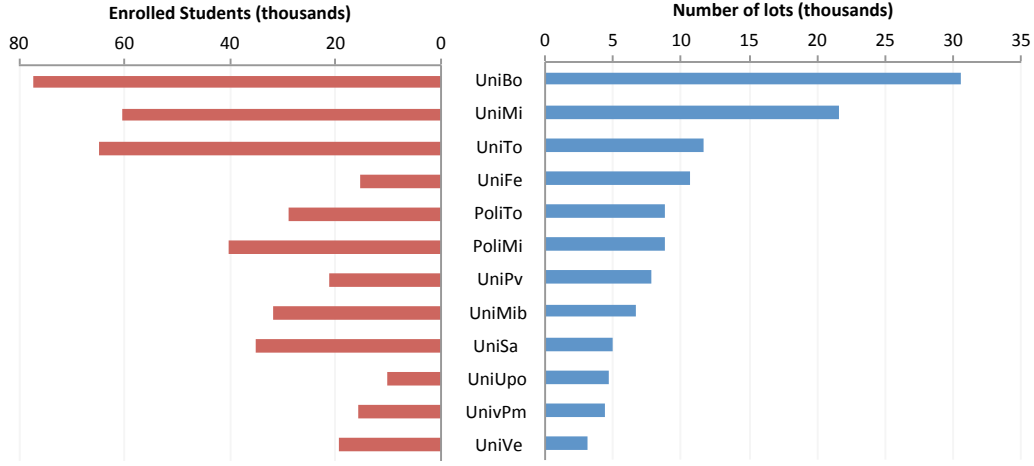 Enrolled Students (thousands)
Number of lots (thousands)
80 60 40 20 0
0 5 10 15 20 25 30 35
UniBo
UniMi
UniTo
UniFe
PoliTo
PoliMi
UniPv
UniMib
UniSa
UniUpo
UnivPm
UniVe